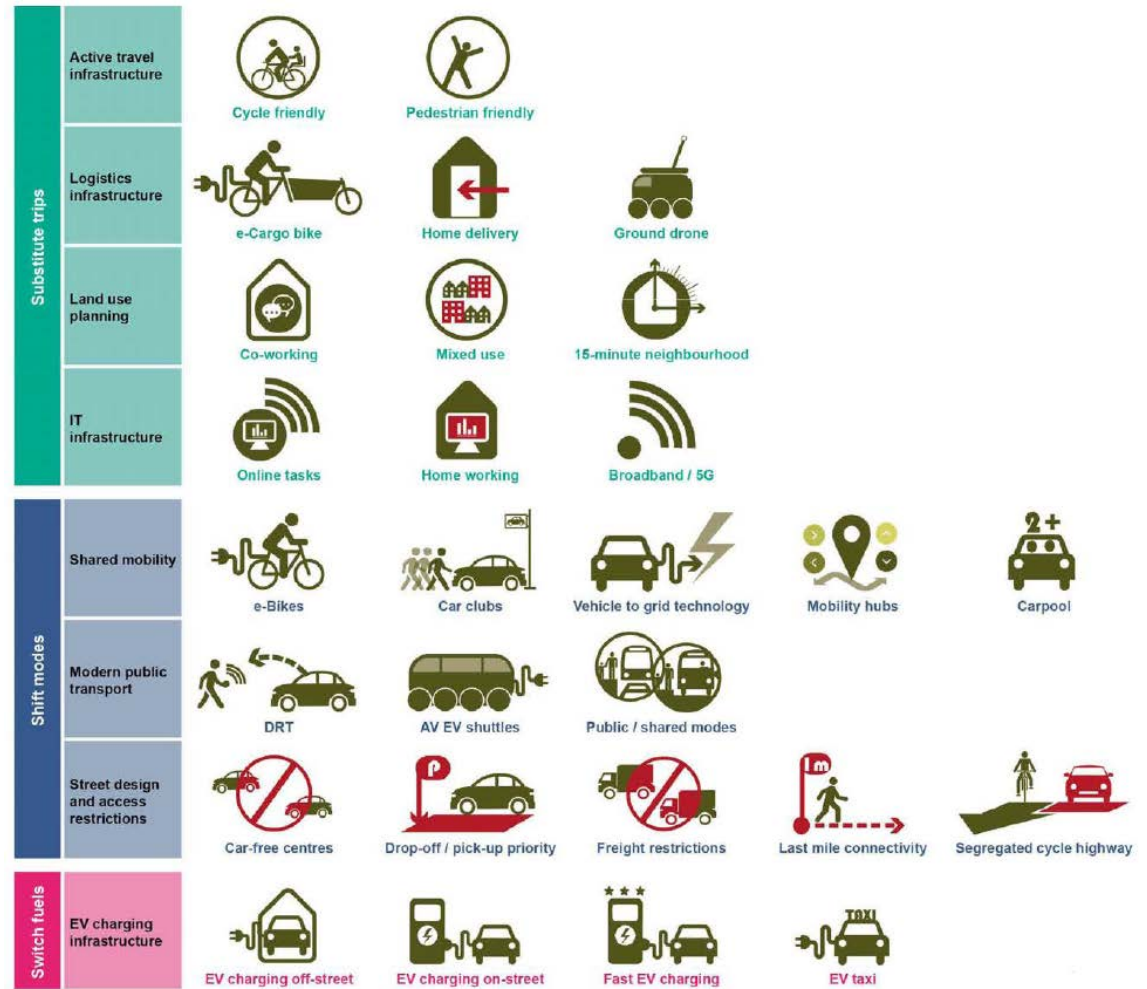 Substitute trips
Active travel
infrastructure
Cycle friendly
Pedestrian friendly
Logistics
infrastructure
e-Cargo bike
Home delivery
Ground drone
Land use
planning
Co-working
Mixed use
15-minute neighbourhood
IT
infrastructure
Online tasks
Home working
Broadband / 5G
Shift modes
Shared mobility
e-Bikes
Car clubs
Vehicle to grid technology
Mobility hubs
2+
Carpool
Modern public
transport
DRT
AV EV shuttles
Public / shared modes
Street design
and access
restrictions
Car-free centres
P
Drop-off / pick-up priority
Freight restrictions
1m
Last mile connectivity
Segregated cycle highway
Switch fuels
EV charging
infrastructure
EV charging off-street
EV charging on-street
Fast EV charging
TAXI
EV taxi